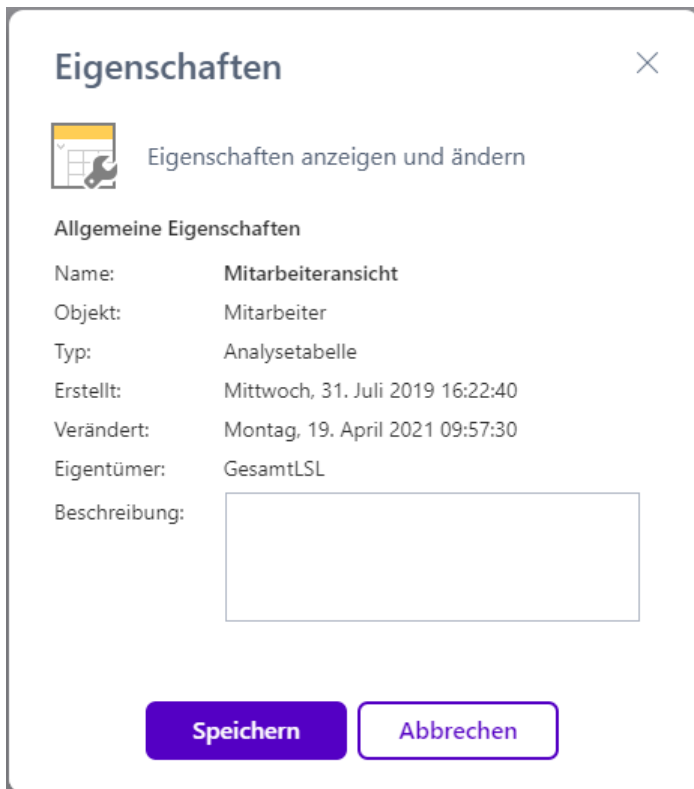 Eigenschaften
Eigenschaften anzeigen und ändern
Allgemeine Eigenschaften
Name: Mitarbeiteransicht
Objekt: Mitarbeiter
Typ: Analysetabelle
Erstellt: Mittwoch, 31. Juli 2019 16:22:40
Verändert: Montag, 19. April 2021 09:57:30
Eigentümer: GesamtLSL
Beschreibung:
Speichern Abbrechen